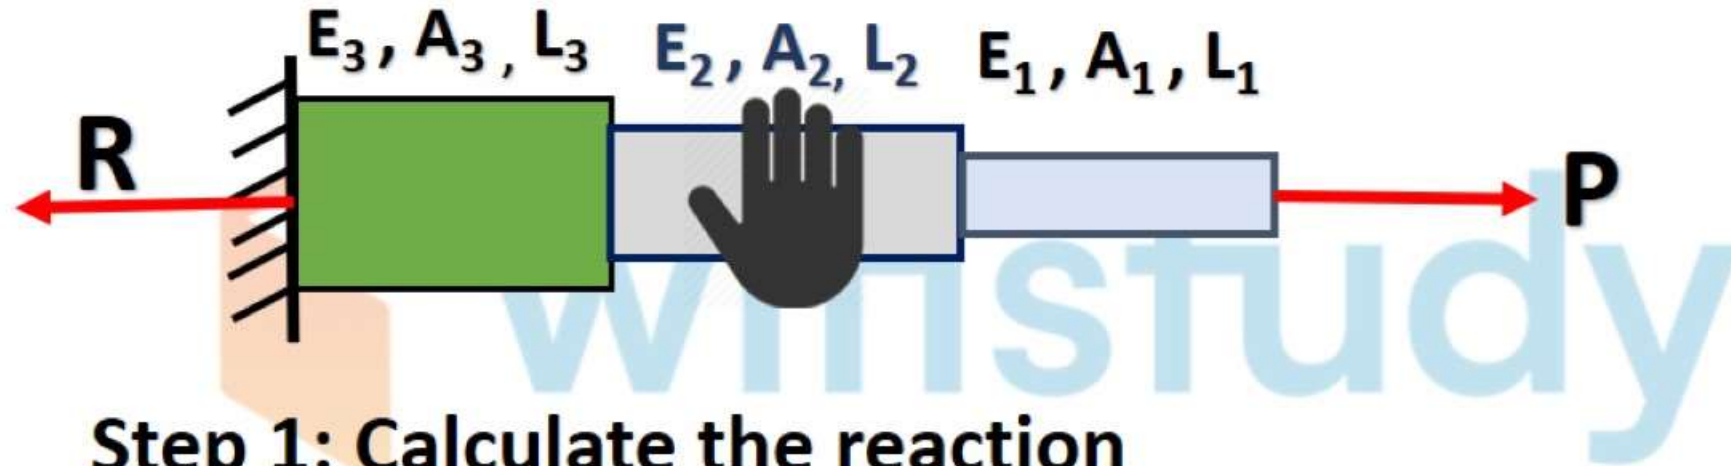 E₃, A₃, L₃ E₂, A₂, L₂ E₁, A₁, L₁
R P
winstudy
Step 1: Calculate the reaction